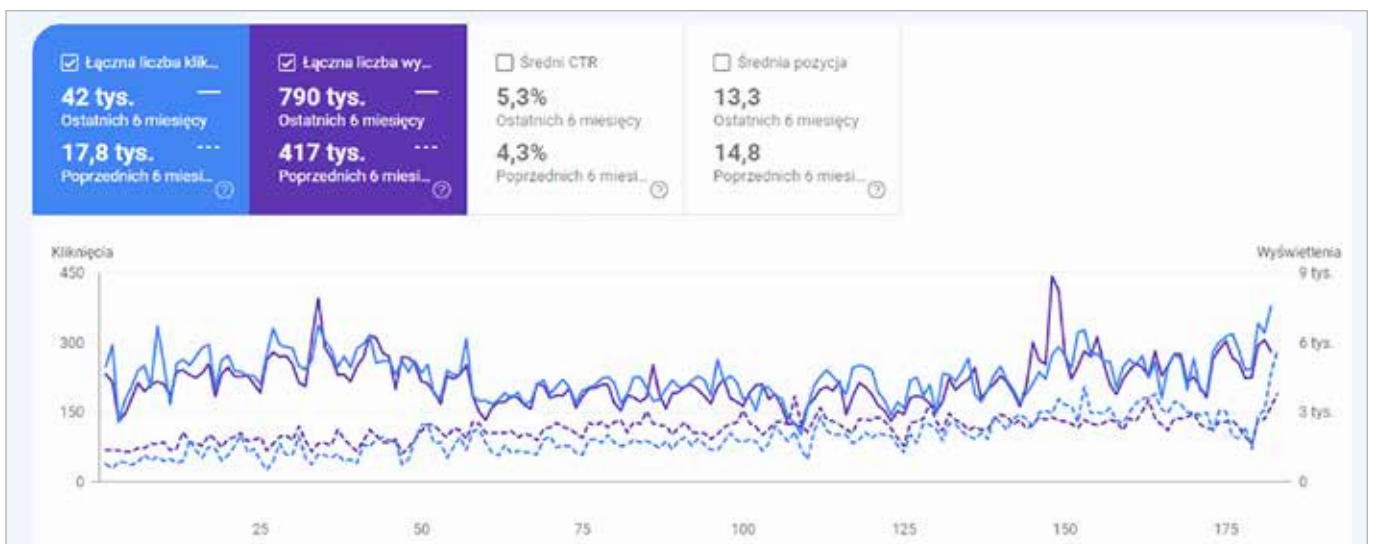 Łączna liczba klik...
42 tys.
Ostatnich 6 miesięcy
17,8 tys.
Poprzednich 6 miesi...
Łączna liczba wy...
790 tys.
Ostatnich 6 miesięcy
417 tys.
Poprzednich 6 miesi...
Średni CTR
5,3%
Ostatnich 6 miesięcy
4,3%
Poprzednich 6 miesi...
Średnia pozycja
13,3
Ostatnich 6 miesięcy
14,8
Poprzednich 6 miesi...
Kliknięcia
450
300
150
0
Wyświetlenia
9 tys.
6 tys.
3 tys.
0
25 50 75 100 125 150 175